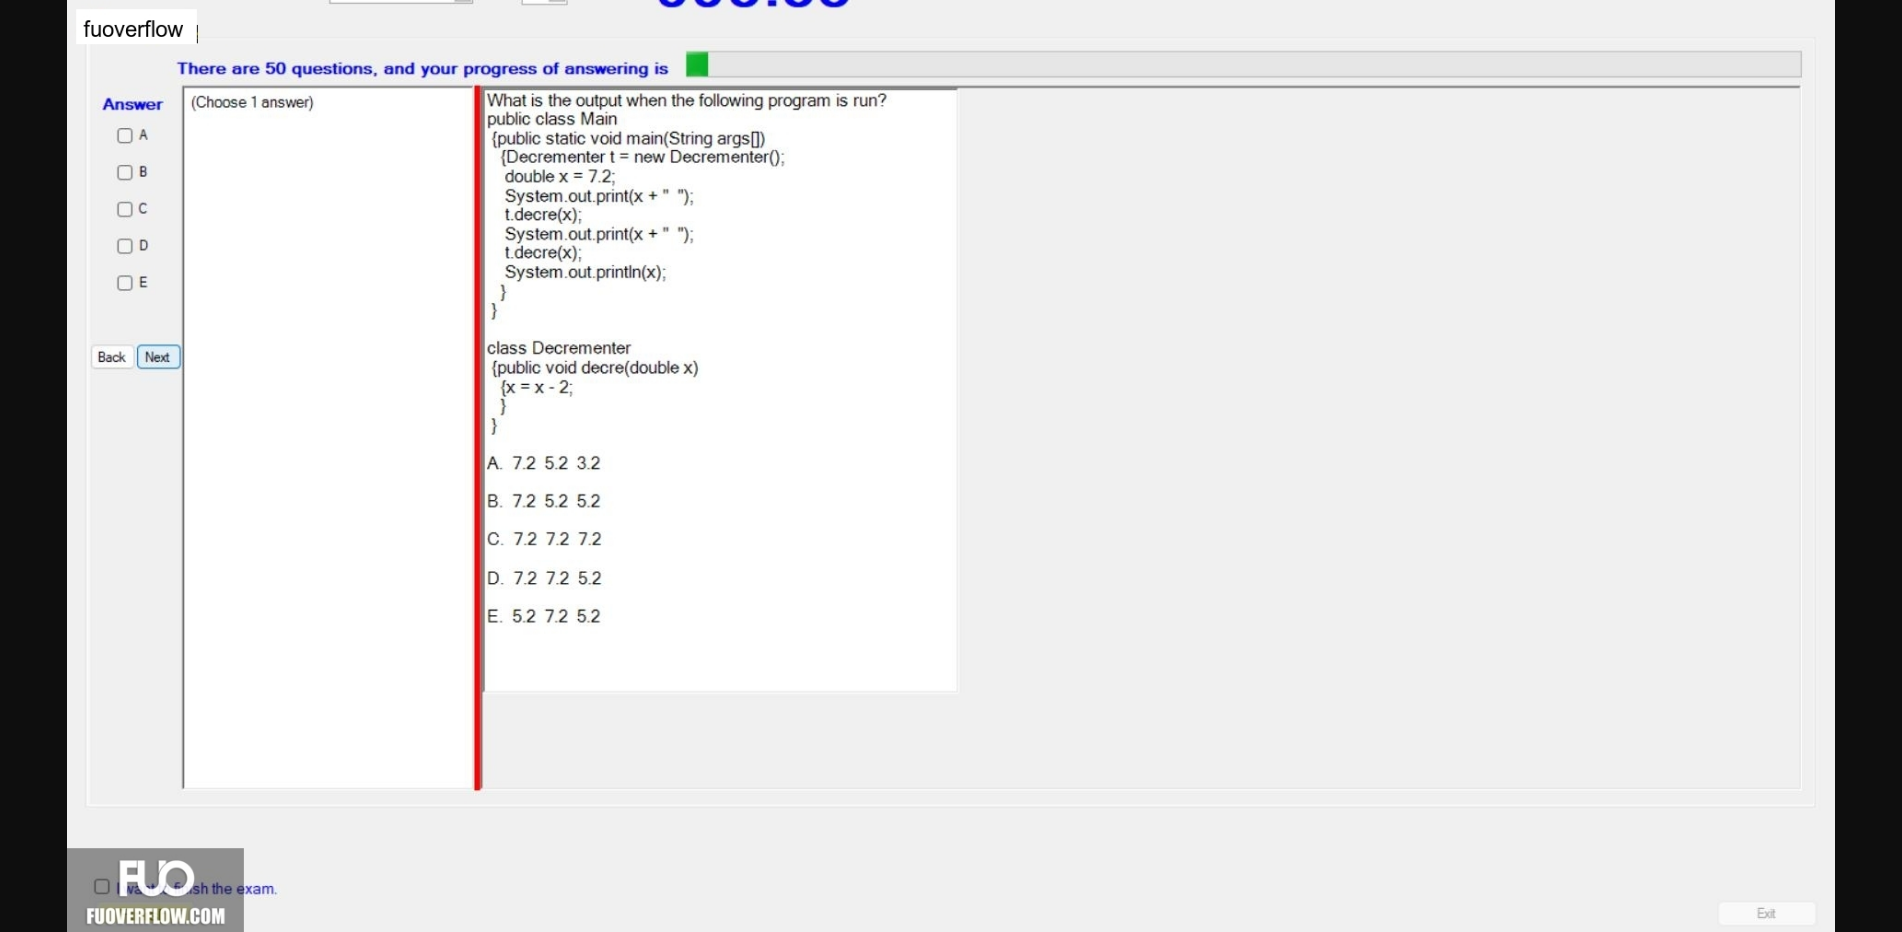 fuoverflow
There are 50 questions, and your progress of answering is
Answer
(Choose 1 answer)
A
B
C
D
E
Back Next
What is the output when the following program is run?
public class Main
{public static void main(String args[])
{Decrementer t = new Decrementer();
double x = 7.2;
System.out.print(x + "  ");
t.decre(x);
System.out.print(x + "  ");
t.decre(x);
System.out.println(x);
}
}
class Decrementer
{public void decre(double x)
{x = x - 2;
}
}
A. 7.2 5.2 3.2
B. 7.2 5.2 5.2
C. 7.2 7.2 7.2
D. 7.2 7.2 5.2
E. 5.2 7.2 5.2
FUO
the exam.
FUOVERFLOW.COM
Exit